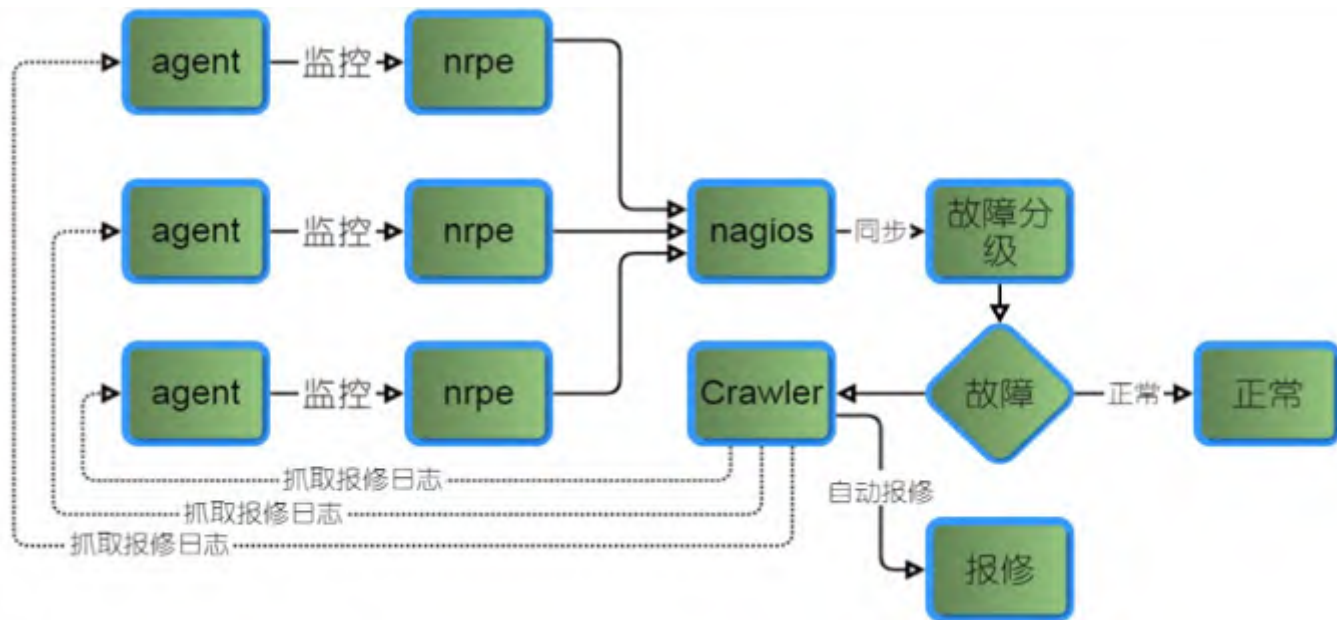 agent
监控
nrpe
agent
监控
nrpe
nagios
同步
故障分
级
agent
监控
nrpe
Crawler
故障
正常
正常
抓取报修日志
自动报修
抓取报修日志
抓取报修日志
报修